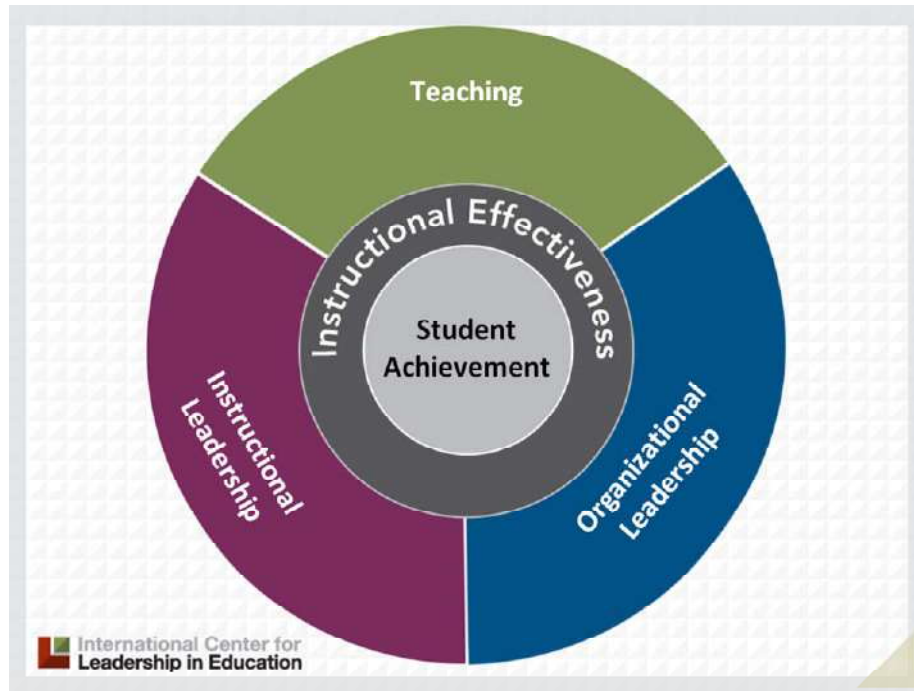 Teaching
Instructional Effectiveness
Student
Achievement
Instructional
Leadership
Organizational
Leadership
International Center for
Leadership in Education